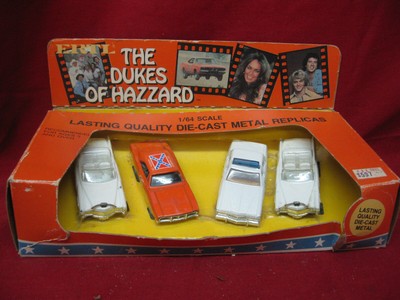 ERTL
THE
DUKES
OF HAZZARD
1/64 SCALE
LASTING QUALITY DIE-CAST METAL REPLICAS
LASTING
QUALITY
DIE-CAST
METAL